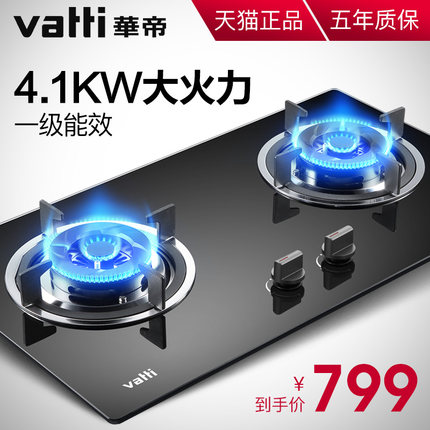 vatti 華帝
天猫正品
五年质保
4.1KW大火力
一级能效
vatti
¥
到手价
799